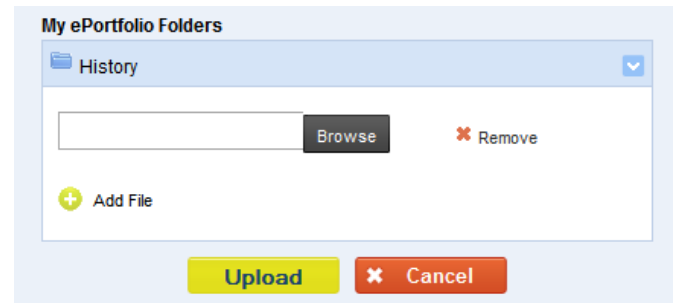 My ePortfolio Folders
History
Browse
Remove
Add File
Upload
Cancel